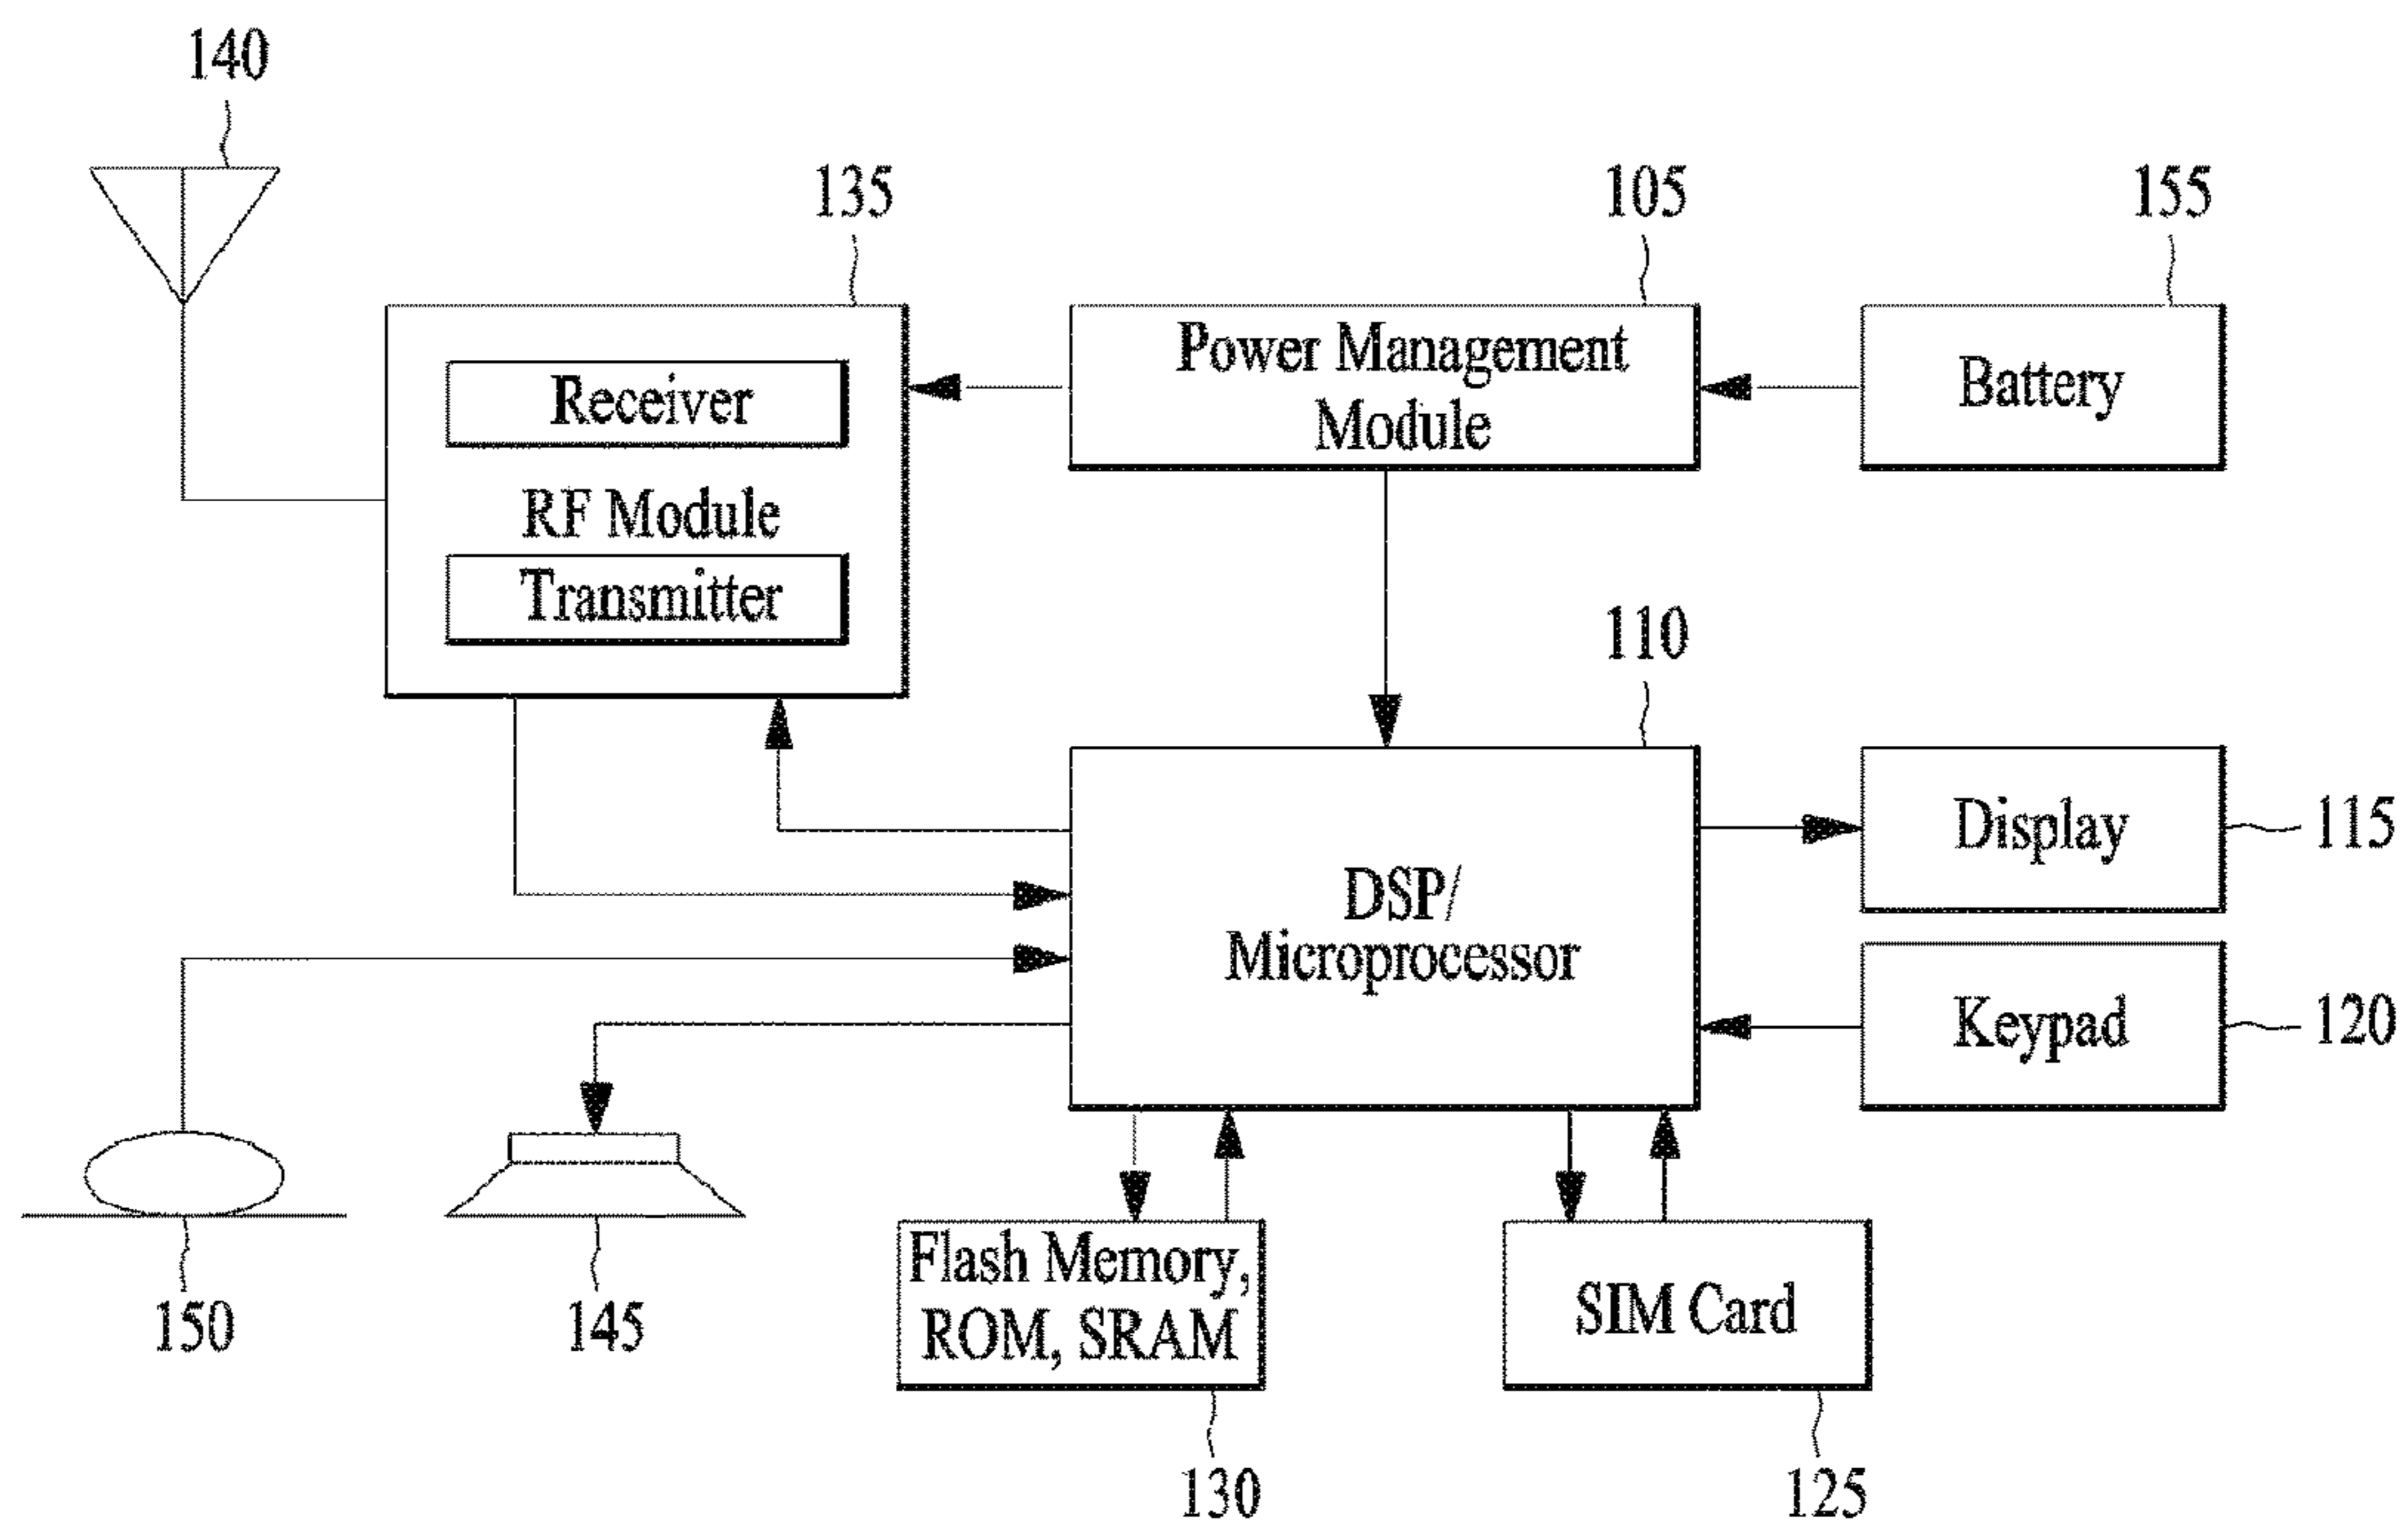 140
135
105
155
Power Management
Module
Battery
Receiver
RF Module
Transmitter
110
DSP/
Microprocessor
Display
115
Keypad
120
Flash Memory,
ROM, SRAM
SIM Card
150
145
130
125